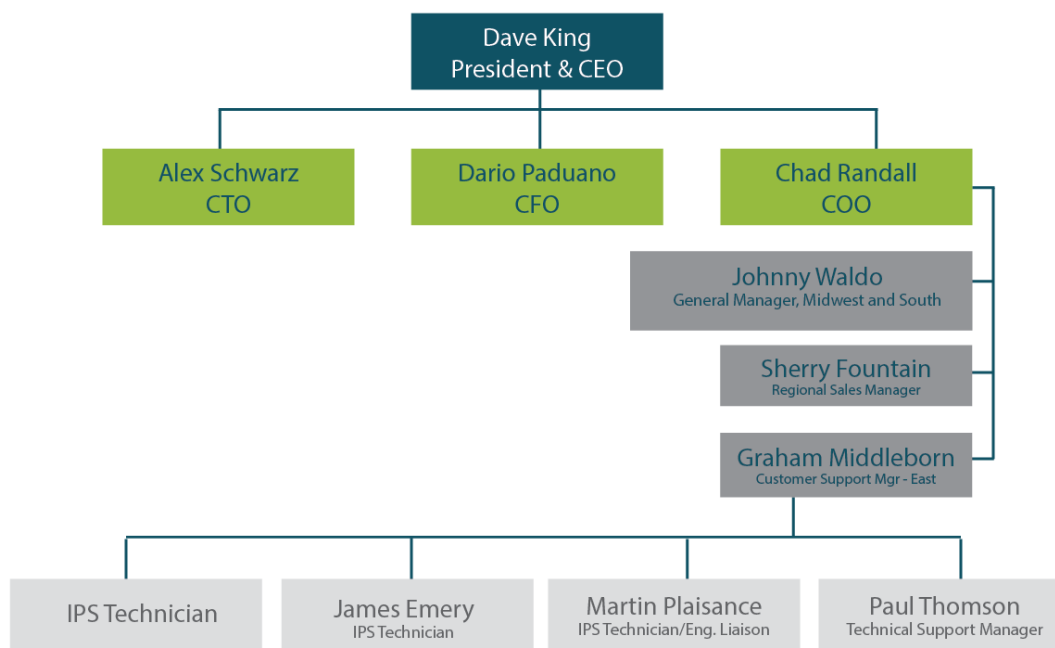 Dave King
President & CEO
Alex Schwarz
CTO
Dario Paduano
CFO
Chad Randall
COO
Johnny Waldo
General Manager, Midwest and South
Sherry Fountain
Regional Sales Manager
Graham Middleborn
Customer Support Mgr - East
IPS Technician
James Emery
IPS Technician
Martin Plaisance
IPS Technician/Eng. Liaison
Paul Thomson
Technical Support Manager